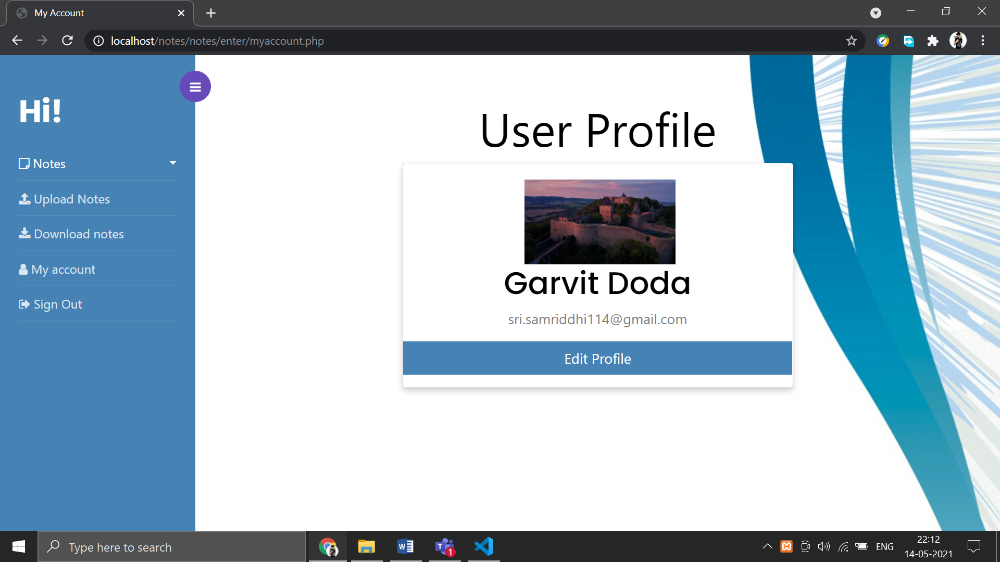 My Account
localhost/notes/notes/enter/myaccount.php
Hi!
Notes
Upload Notes
Download notes
My account
Sign Out
User Profile
Garvit Doda
sri.samriddhi114@gmail.com
Edit Profile
Type here to search
W
T
1
ENG
22:12
14-05-2021